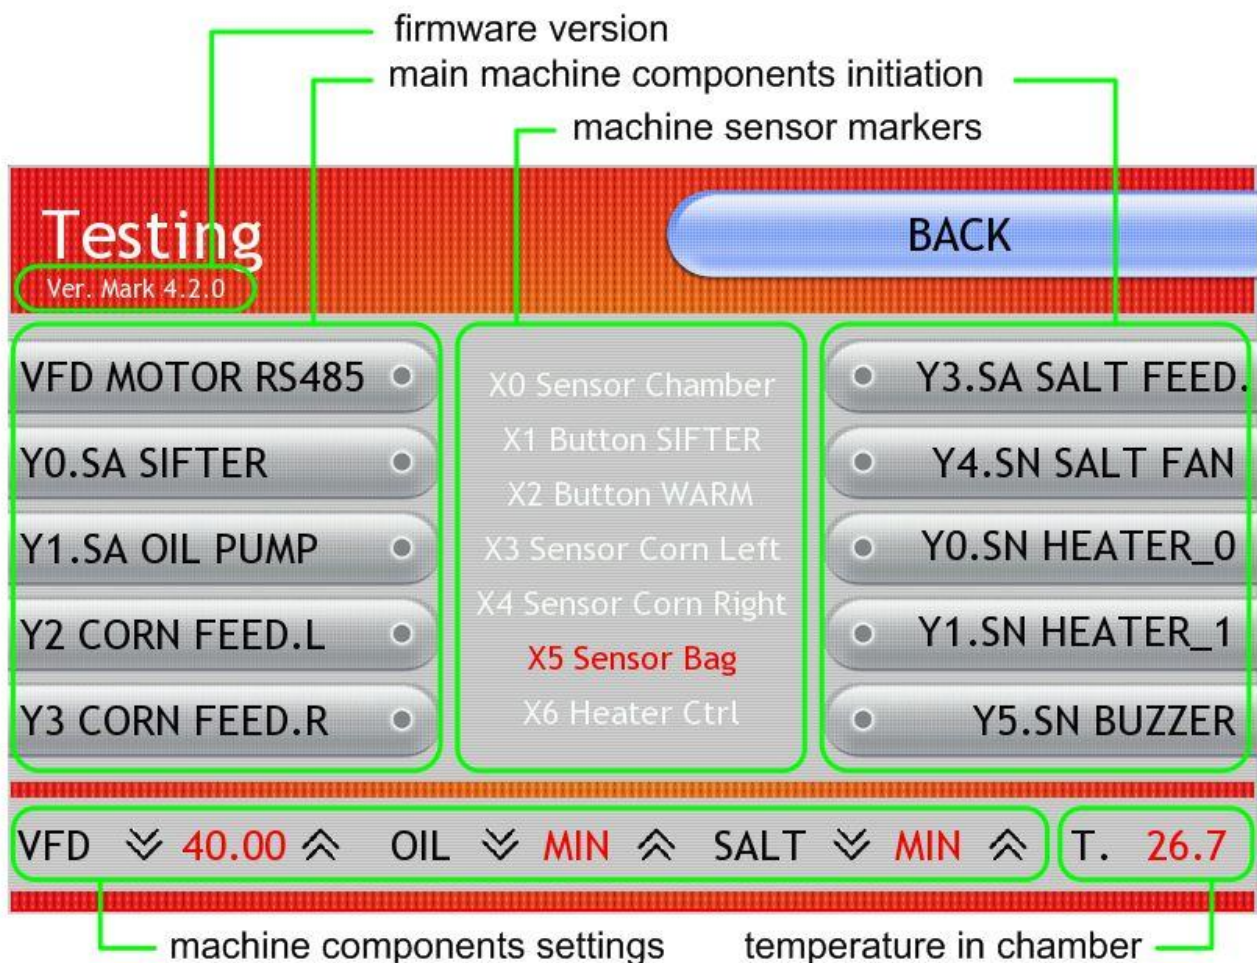 firmware version
main machine components initiation
machine sensor markers
Testing
BACK
Ver. Mark 4.2.0
VFD MOTOR RS485
Y0.SA SIFTER
Y1.SA OIL PUMP
Y2 CORN FEED.L
Y3 CORN FEED.R
X0 Sensor Chamber
X1 Button SIFTER
X2 Button WARM
X3 Sensor Corn Left
X4 Sensor Corn Right
X5 Sensor Bag
X6 Heater Ctrl
Y3.SA SALT FEED.
Y4.SN SALT FAN
Y0.SN HEATER_0
Y1.SN HEATER_1
Y5.SN BUZZER
VFD 40.00 OIL MIN SALT MIN T. 26.7
machine components settings
temperature in chamber